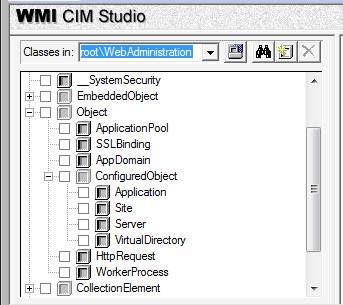 WMI CIM Studio
Classes in: root\WebAdministration
__SystemSecurity
EmbeddedObject
Object
ApplicationPool
SSLBinding
AppDomain
ConfiguredObject
Application
Site
Server
VirtualDirectory
HttpRequest
WorkerProcess
CollectionElement